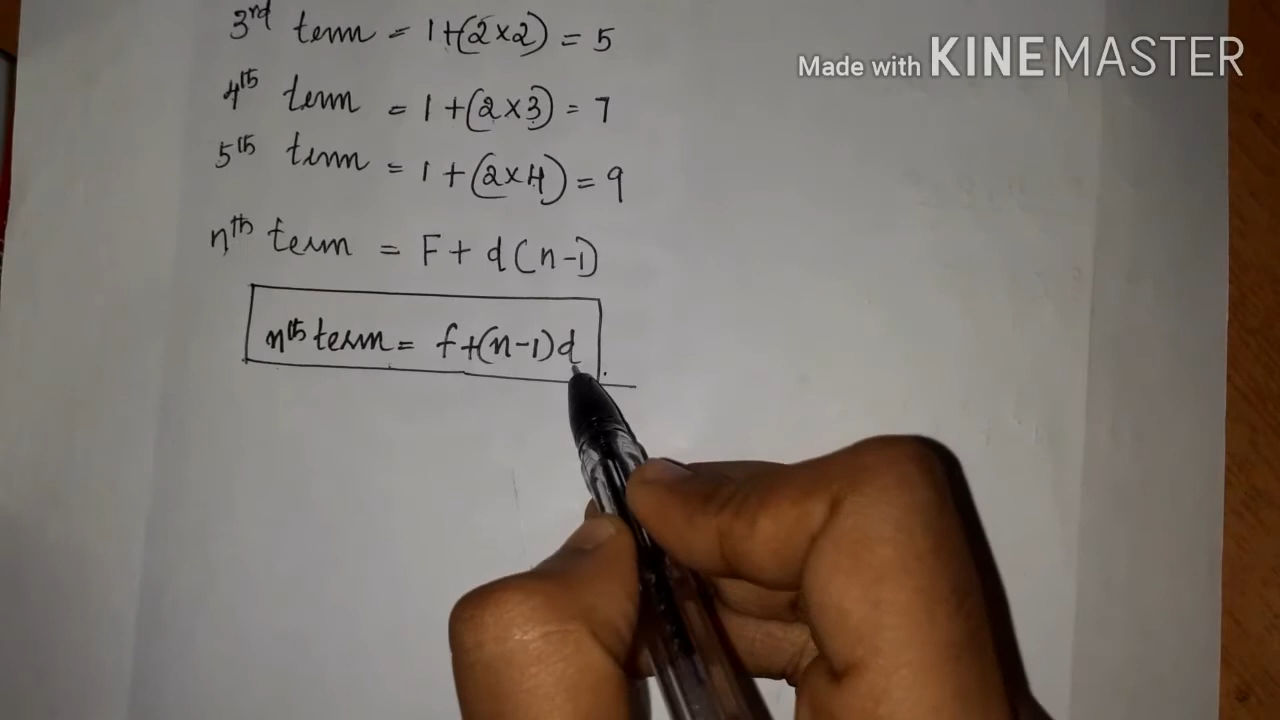 3rd term = 1+(2×2) = 5
Made with KINEMASTER
4th term = 1+(2×3) = 7
5th term = 1+(2×4) = 9
nth term = F+d(n-1)
nth term = f+(n-1)d.